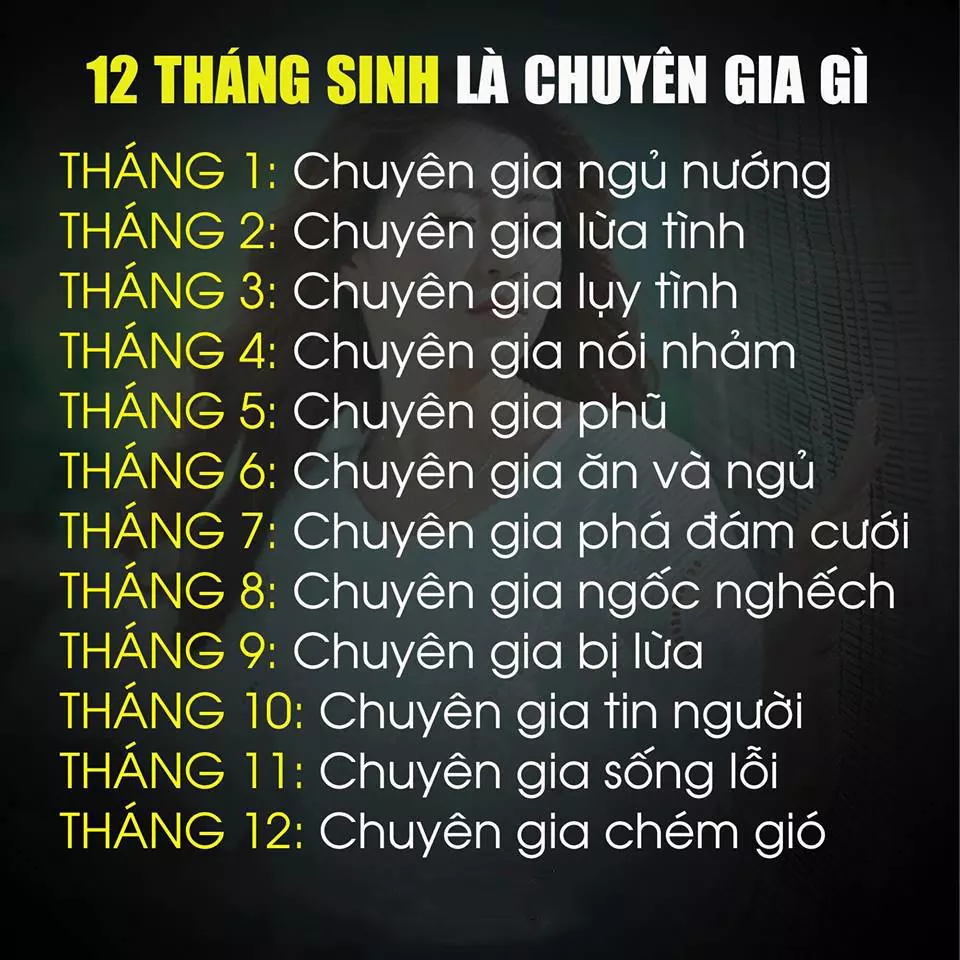 12 THÁNG SINH LÀ CHUYÊN GIA GÌ
THÁNG 1: Chuyên gia ngủ nướng
THÁNG 2: Chuyên gia lừa tình
THÁNG 3: Chuyên gia lụy tình
THÁNG 4: Chuyên gia nói nhảm
THÁNG 5: Chuyên gia phũ
THÁNG 6: Chuyên gia ăn và ngủ
THÁNG 7: Chuyên gia phá đám cưới
THÁNG 8: Chuyên gia ngốc nghếch
THÁNG 9: Chuyên gia bị lừa
THÁNG 10: Chuyên gia tin người
THÁNG 11: Chuyên gia sống lỗi
THÁNG 12: Chuyên gia chém gió